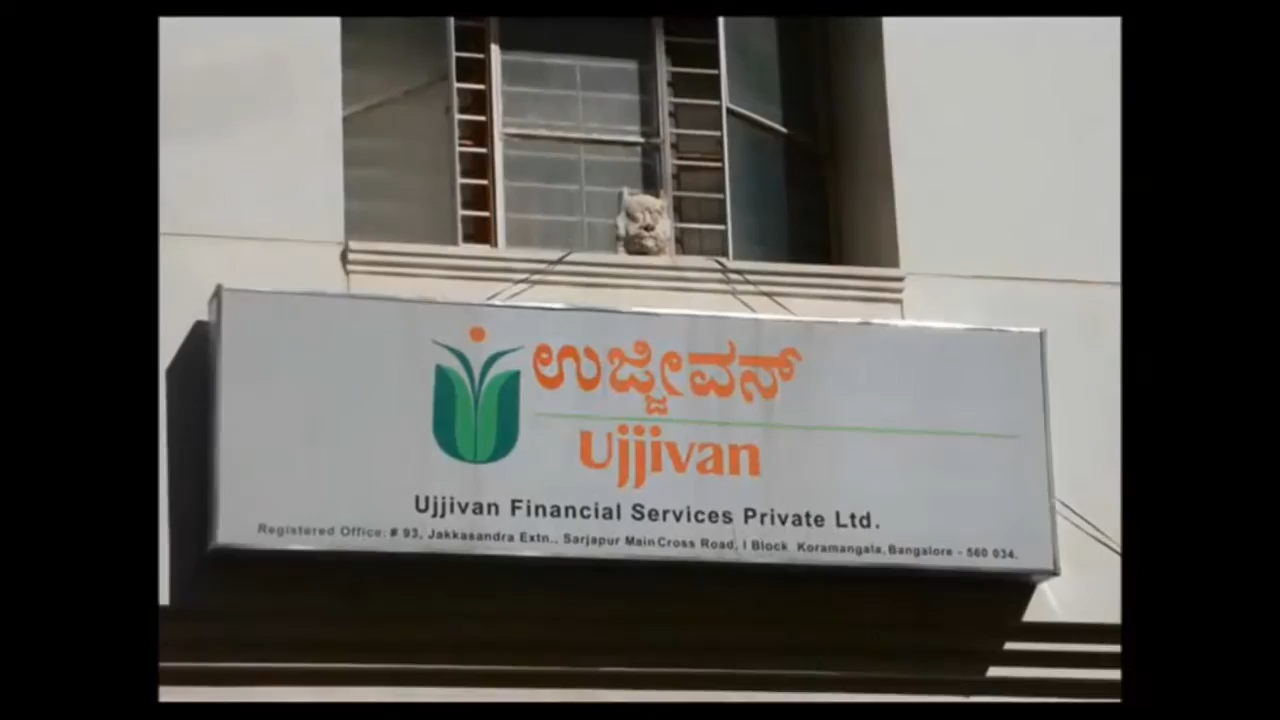 ಉಜ್ಜೀವನ್
Ujjivan
Ujjivan Financial Services Private Ltd.
Registered Office: # 93, Jakkasandra Extn., Sarjapur Main Cross Road, I Block Koramangala, Bangalore - 560 034.